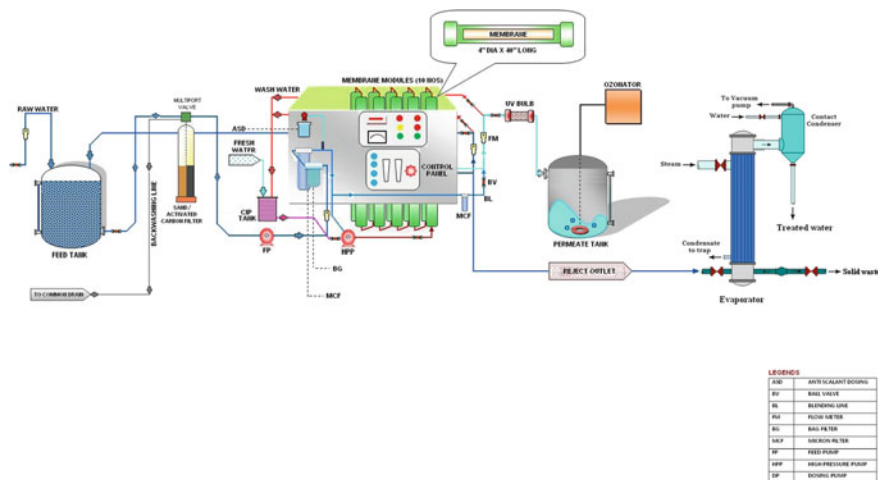 MEMBRANE
4" DIA X 40" LONG
OZONATOR
MEMBRANE MODULES (10 NOS)
WASH WATER
MULTIPORT
VALVE
RAW WATER
UV BULB
To Vacuum
pump
Water
Contact
Condenser
ASD
FM
FRESH
WATER
CONTROL
PANEL
Steam
BV
BL
BACKWASHING LINE
SAND/
ACTIVATED
CARBON FILTER
CIP
TANK
MCF
Treated water
FEED TANK
FP
HPP
PERMEATE TANK
Condensate
to trap
BG
REJECT OUTLET
Solid waste
TO COMMON DRAIN
MCF
Evaporator
LEGENDS
ASD ANTI SCALANT DOSING
BV BALL VALVE
BL BLENDING LINE
FM FLOW METER
BG BAG FILTER
MCF MICRON FILTER
FP FEED PUMP
HPP HIGH PRESSURE PUMP
DP DOSING PUMP